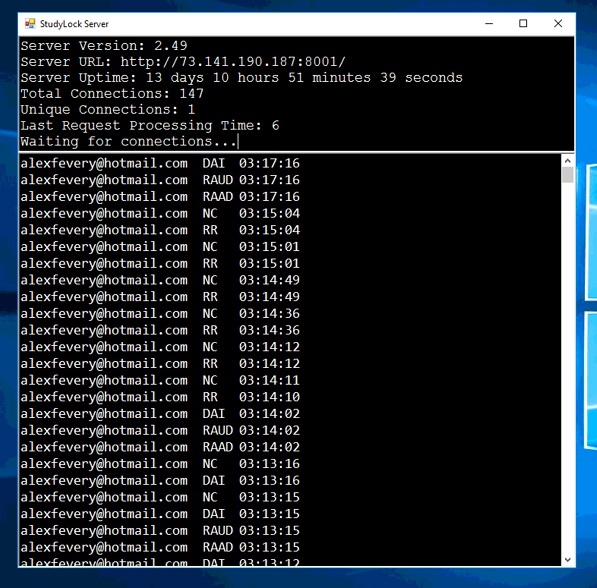 StudyLock Server
Server Version: 2.49
Server URL: http://73.141.190.187:8001/
Server Uptime: 13 days 10 hours 51 minutes 39 seconds
Total Connections: 147
Unique Connections: 1
Last Request Processing Time: 6
Waiting for connections...
alexfevery@hotmail.com DAI 03:17:16
alexfevery@hotmail.com RAUD 03:17:16
alexfevery@hotmail.com RAAD 03:17:16
alexfevery@hotmail.com NC 03:15:04
alexfevery@hotmail.com RR 03:15:04
alexfevery@hotmail.com NC 03:15:01
alexfevery@hotmail.com RR 03:15:01
alexfevery@hotmail.com NC 03:14:49
alexfevery@hotmail.com RR 03:14:49
alexfevery@hotmail.com NC 03:14:36
alexfevery@hotmail.com RR 03:14:36
alexfevery@hotmail.com NC 03:14:12
alexfevery@hotmail.com RR 03:14:12
alexfevery@hotmail.com NC 03:14:11
alexfevery@hotmail.com RR 03:14:10
alexfevery@hotmail.com DAI 03:14:02
alexfevery@hotmail.com RAUD 03:14:02
alexfevery@hotmail.com RAAD 03:14:02
alexfevery@hotmail.com NC 03:13:16
alexfevery@hotmail.com DAI 03:13:16
alexfevery@hotmail.com NC 03:13:15
alexfevery@hotmail.com DAI 03:13:15
alexfevery@hotmail.com RAUD 03:13:15
alexfevery@hotmail.com RAAD 03:13:15
alexfevery@hotmail.com DAI 03:13:12